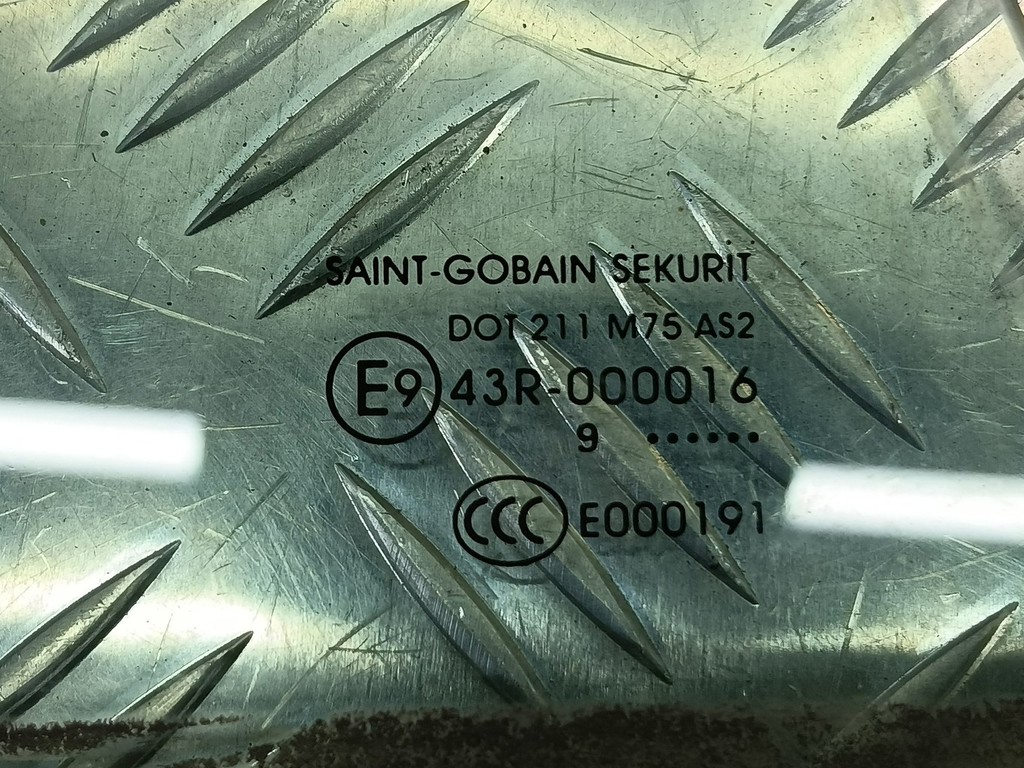 SAINT-GOBAIN SEKURIT
DOT 211 M75 AS2
E9 43R-000016
9 ••••••
CCC E000191